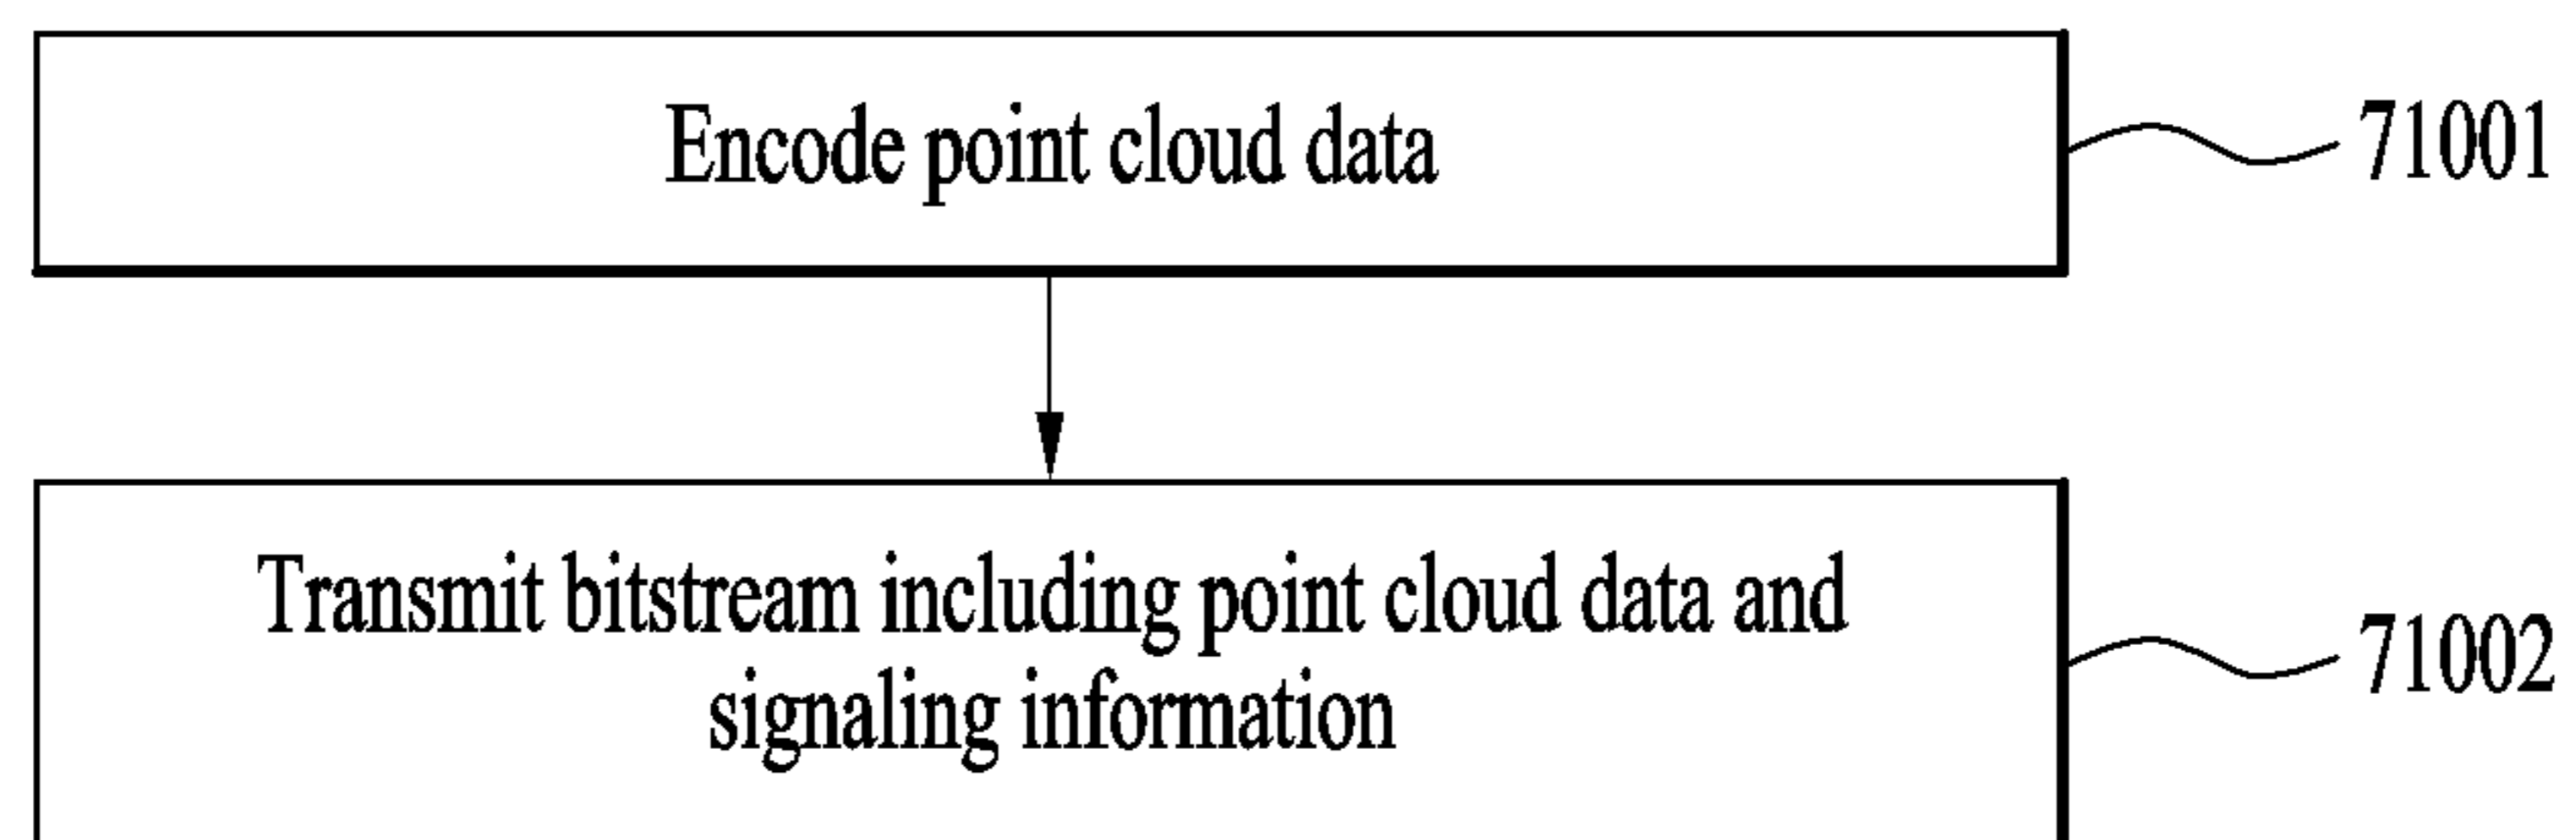 Encode point cloud data
71001
Transmit bitstream including point cloud data and
signaling information
71002